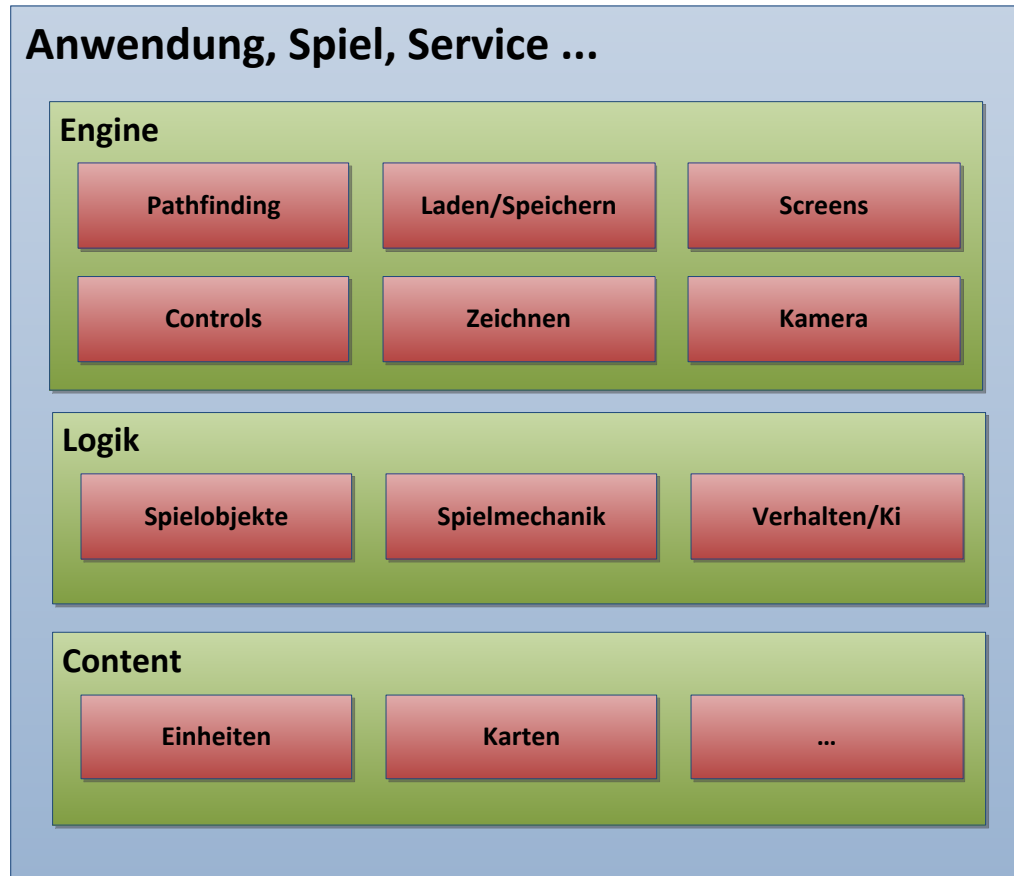 Anwendung, Spiel, Service ...
Engine
Pathfinding
Laden/Speichern
Screens
Controls
Zeichnen
Kamera
Logik
Spielobjekte
Spielmechanik
Verhalten/Ki
Content
Einheiten
Karten
...